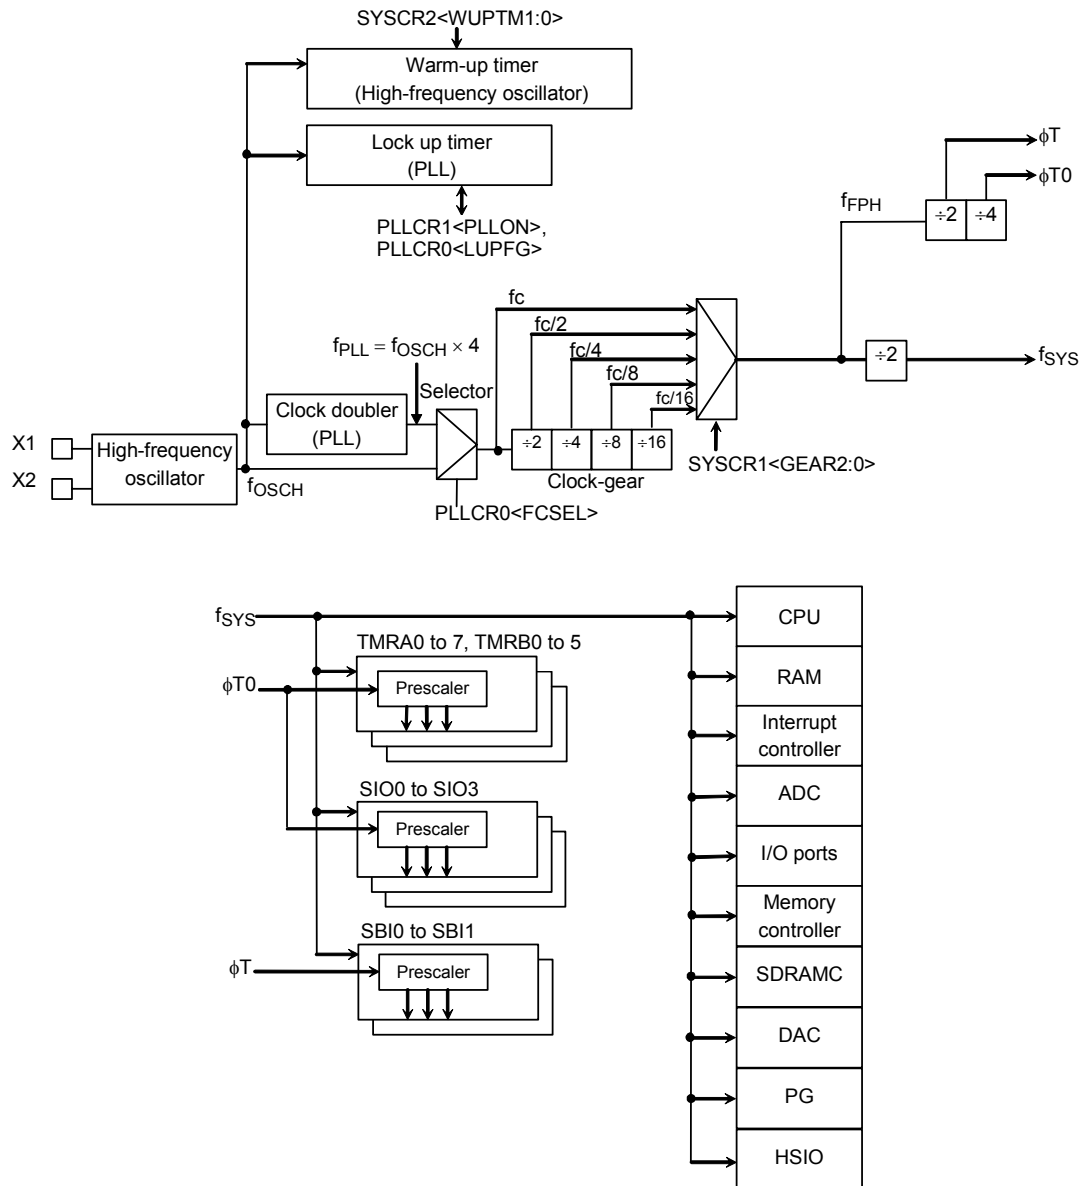 SYSCR2<WUPTM1:0>
Warm-up timer
(High-frequency oscillator)
Lock up timer
(PLL)
PLLCR1<PLLON>,
PLLCR0<LUPFG>
ϕT
ϕT0
fFPH
÷2
÷4
fc
fc/2
fc/4
fc/8
fc/16
fPLL = fOSCH × 4
Selector
Clock doubler
(PLL)
÷2
fSYS
X1
X2
High-frequency
oscillator
fOSCH
÷2
÷4
÷8
÷16
Clock-gear
SYSCR1<GEAR2:0>
PLLCR0<FCSEL>
fSYS
TMRA0 to 7, TMRB0 to 5
ϕT0
Prescaler
SIO0 to SIO3
Prescaler
SBI0 to SBI1
ϕT
Prescaler
CPU
RAM
Interrupt
controller
ADC
I/O ports
Memory
controller
SDRAMC
DAC
PG
HSIO